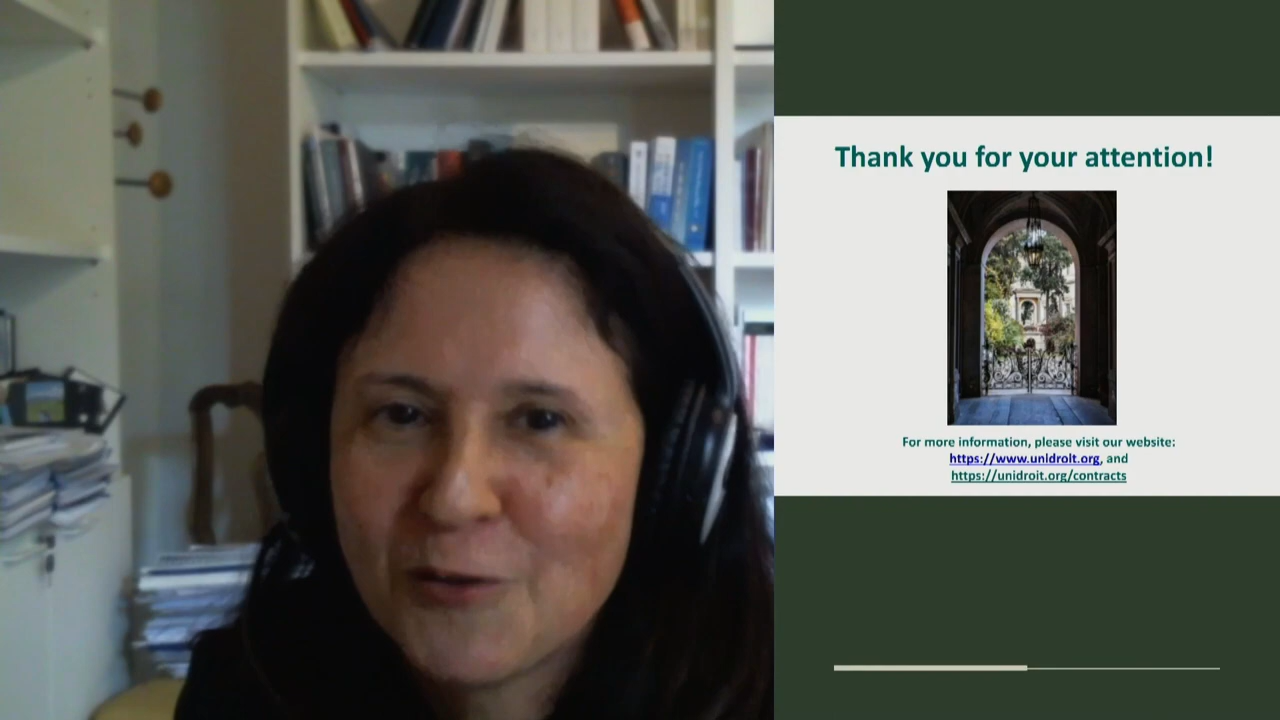 Thank you for your attention!
For more information, please visit our website:
https://www.unidroit.org, and
https://unidroit.org/contracts